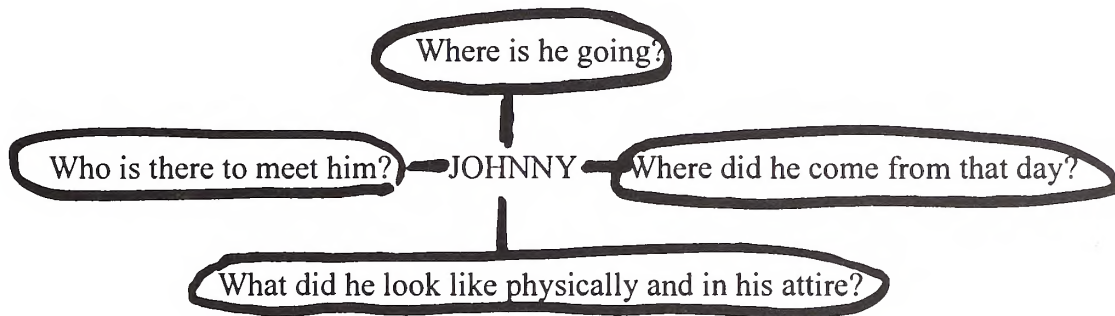 Where is he going?
Who is there to meet him? JOHNNY Where did he come from that day?
What did he look like physically and in his attire?